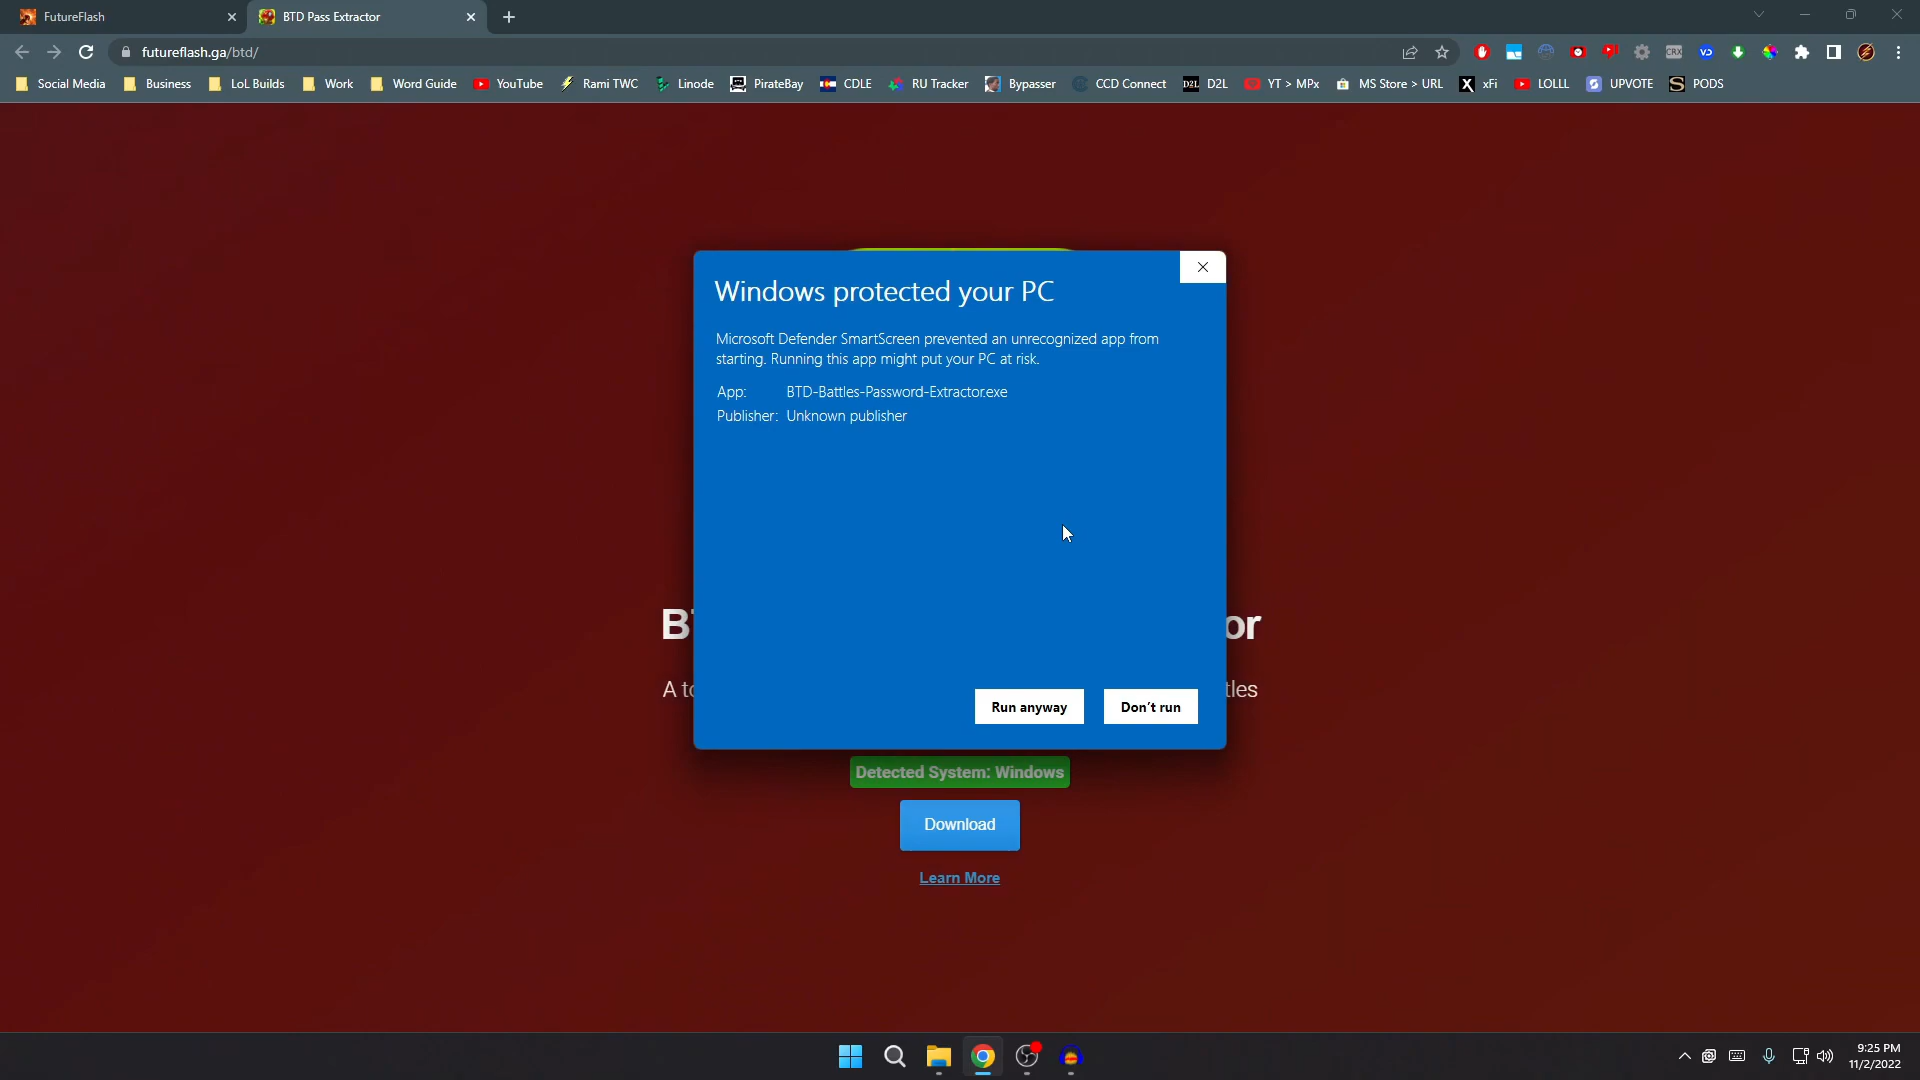 FutureFlash
BTD Pass Extractor
futureflash.ga/btd/
CRX
VD
Social Media
Business
LoL Builds
Work
Word Guide
YouTube
Rami TWC
Linode
PirateBay
CDLE
RU Tracker
Bypasser
CCD Connect
D2L
D2L
YT > MPx
MS Store > URL
X
xFi
LOLLL
UPVOTE
S
PODS
Windows protected your PC
Microsoft Defender SmartScreen prevented an unrecognized app from
starting. Running this app might put your PC at risk.
App: BTD-Battles-Password-Extractor.exe
Publisher: Unknown publisher
or
tles
Run anyway
Don't run
Detected System: Windows
Download
Learn More
9:25 PM
11/2/2022